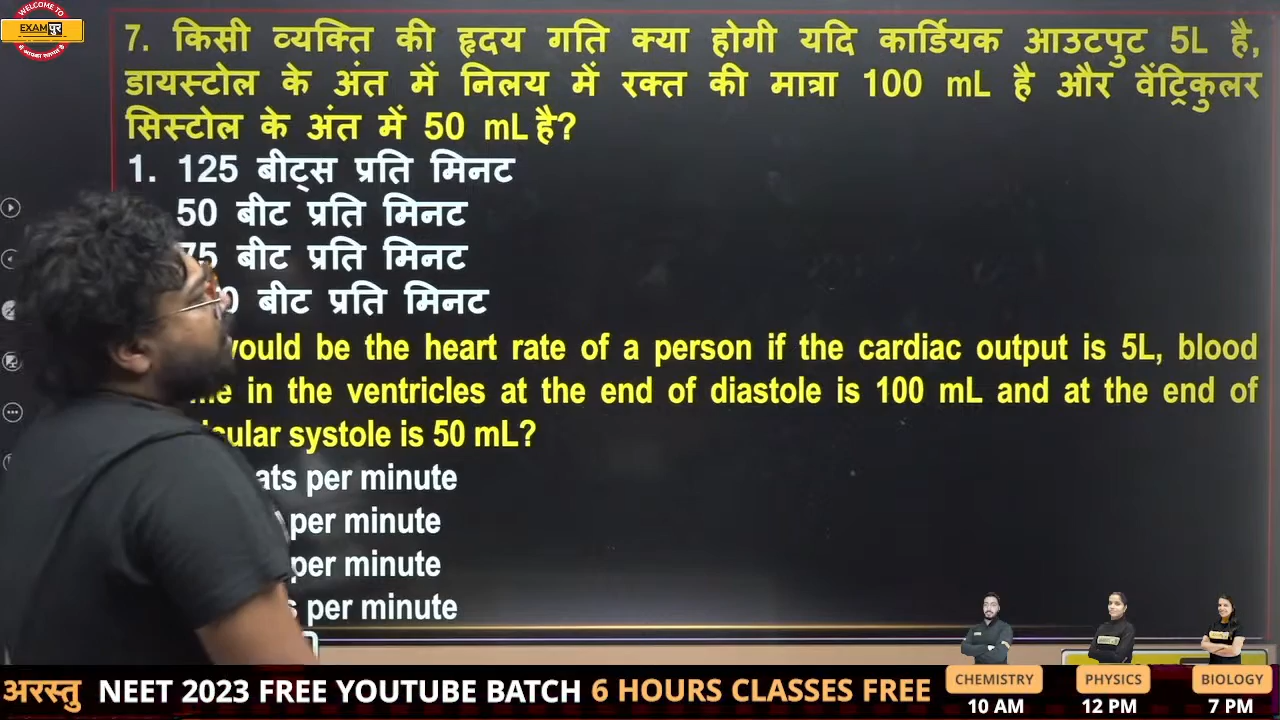 WELCOME TO
EXAM पुर
7. किसी व्यक्ति की हृदय गति क्या होगी यदि कार्डियक आउटपुट 5L है,
डायस्टोल के अंत में निलय में रक्त की मात्रा 100 mL है और वेंट्रिकुलर
सिस्टोल के अंत में 50 mL है?
1. 125 बीट्स प्रति मिनट
50 बीट प्रति मिनट
75 बीट प्रति मिनट
बीट प्रति मिनट
would be the heart rate of a person if the cardiac output is 5L, blood
in the ventricles at the end of diastole is 100 mL and at the end of
systole is 50 mL?
per minute
per minute
per minute
per minute
अरस्तु NEET 2023 FREE YOUTUBE BATCH 6 HOURS CLASSES FREE
CHEMISTRY
10 AM
PHYSICS
12 PM
BIOLOGY
7 PM